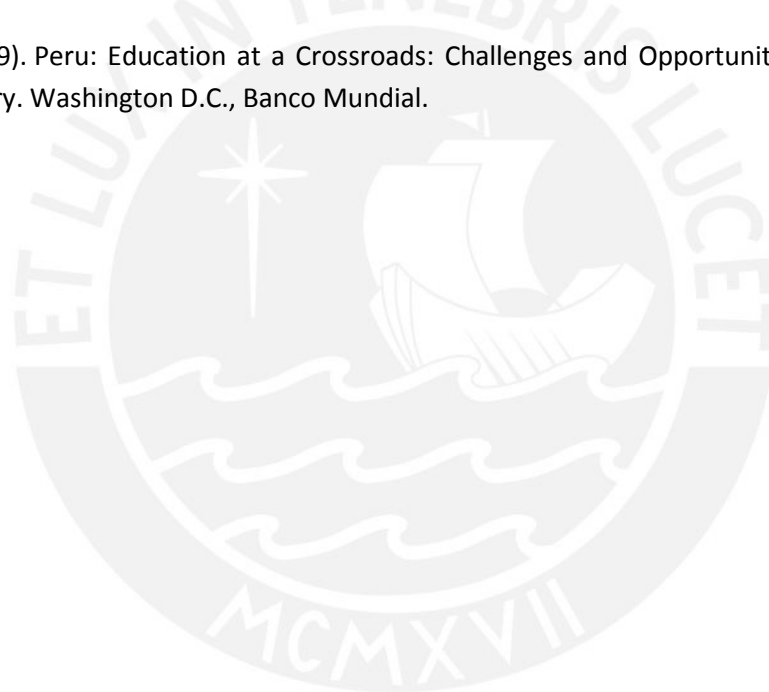 ET LUX IN TENEBRIS LUCET
9). Peru: Education at a Crossroads: Challenges and Opportunit
ry. Washington D.C., Banco Mundial.
MCMXVII